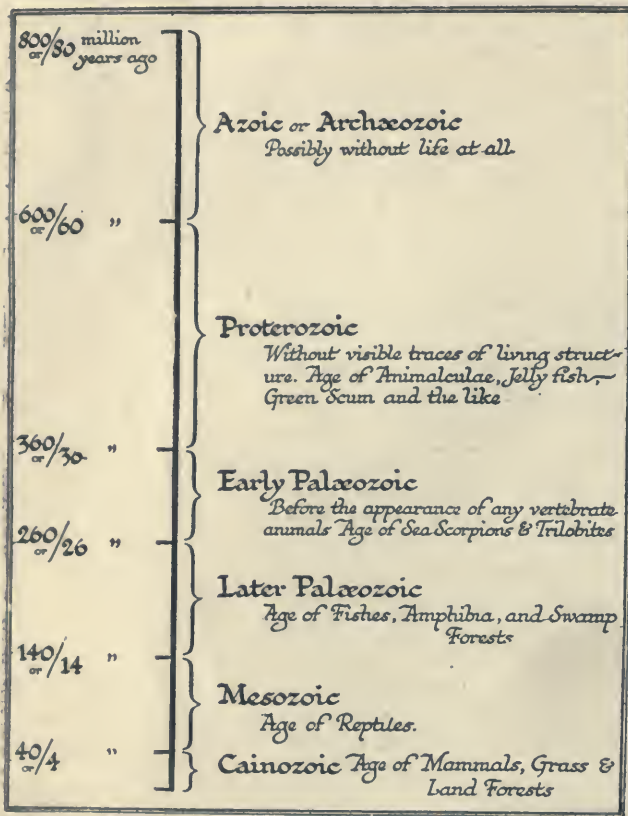 800/80 million
or years ago
Azoic or Archæozoic
Possibly without life at all.
600/60 "
or
Proterozoic
Without visible traces of living struct-
ure. Age of Animalculae, Jelly fish,
Green Scum and the like
360/30 "
or
Early Palæozoic
Before the appearance of any vertebrate
animals Age of Sea Scorpions & Trilobites
260/26 "
or
Later Palæozoic
Age of Fishes, Amphibia, and Swamp
Forests
140/14 "
or
Mesozoic
Age of Reptiles.
40/4 "
or
Cainozoic Age of Mammals, Grass &
Land Forests